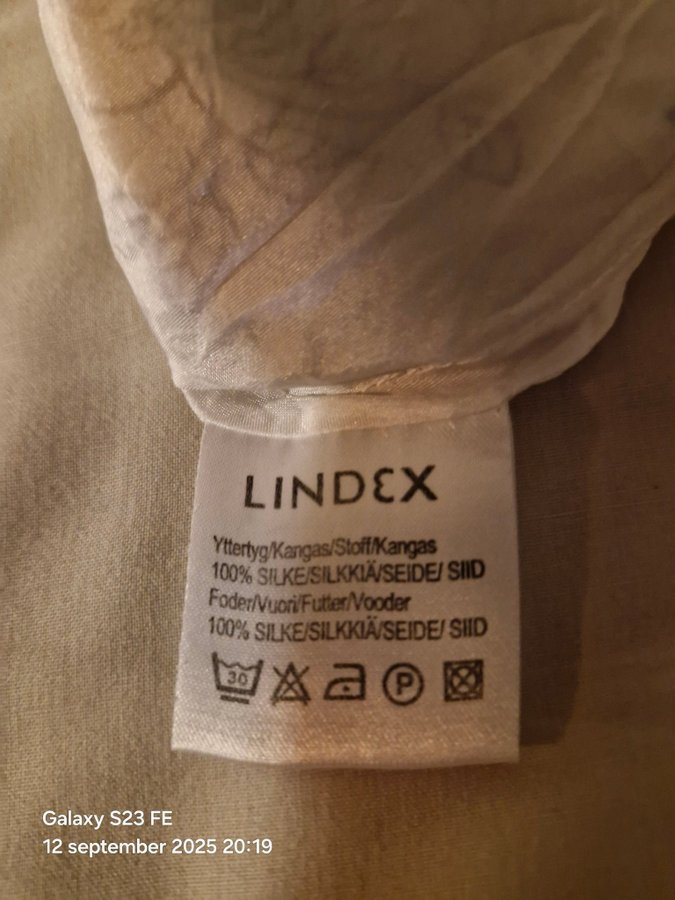 LINDEX
Yttertyg/Kangas/Stoff/Kangas
100% SILKE/SILKKIÄ/SEIDE/ SIID
Foder/Vuori/Futter/Vooder
100% SILKE/SILKKIÄ/SEIDE/ SIID
30 P
Galaxy S23 FE
12 september 2025 20:19